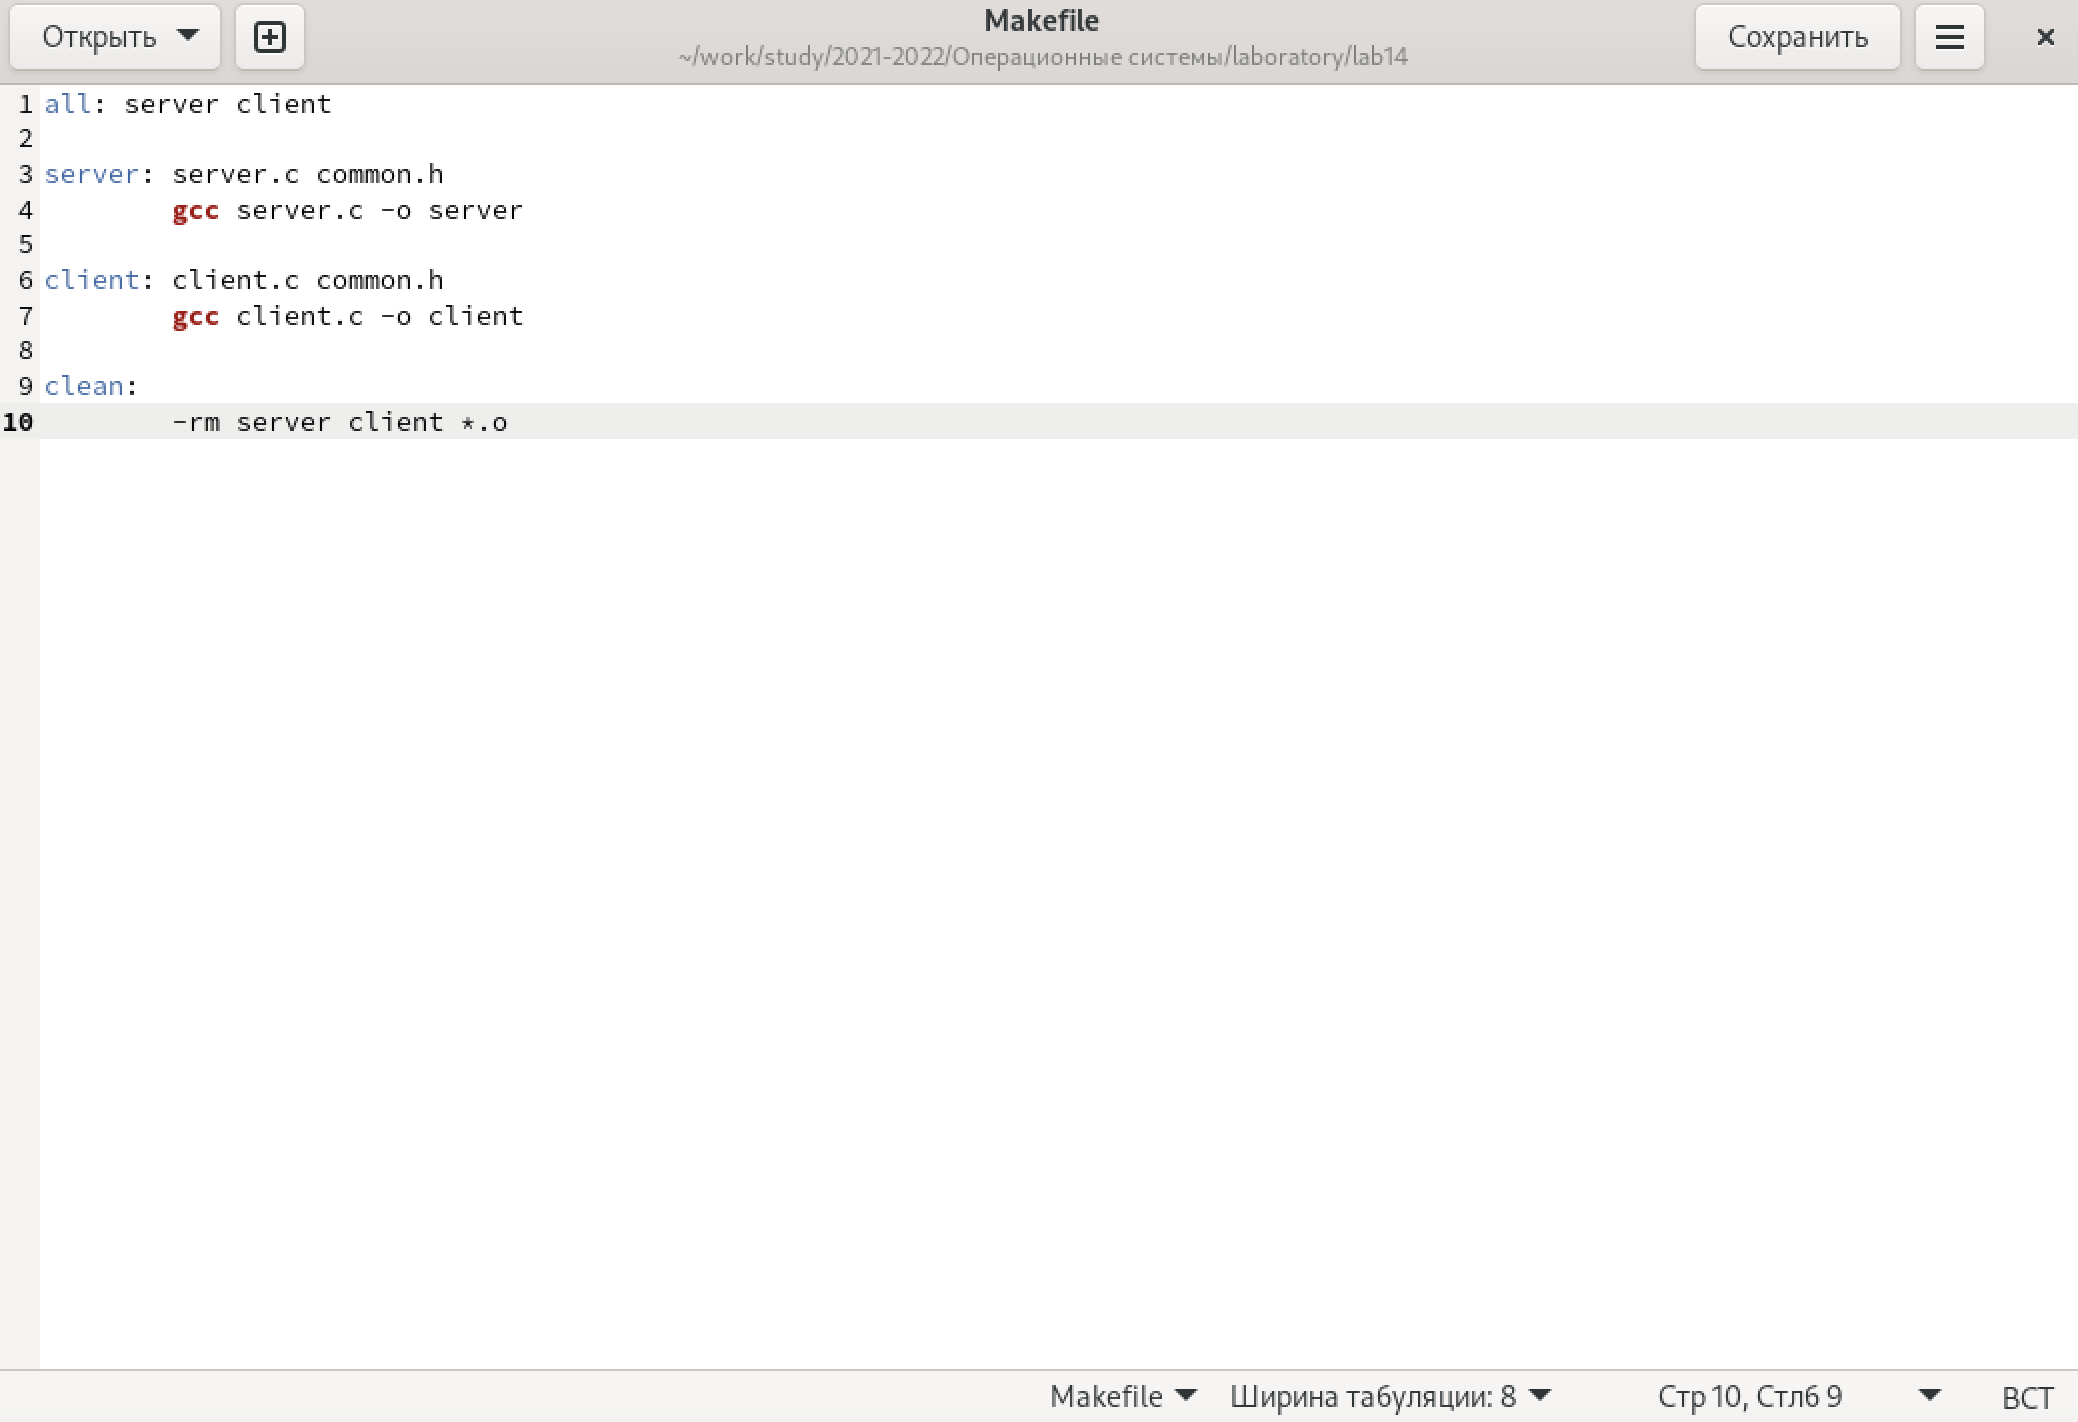 Открыть
Makefile
~/work/study/2021-2022/Операционные системы/laboratory/lab14
Сохранить
1 all: server client
2
3 server: server.c common.h
4         gcc server.c -o server
5
6 client: client.c common.h
7         gcc client.c -o client
8
9 clean:
10         -rm server client *.o
Makefile Ширина табуляции: 8 Стр 10, Стлб 9 ВСТ